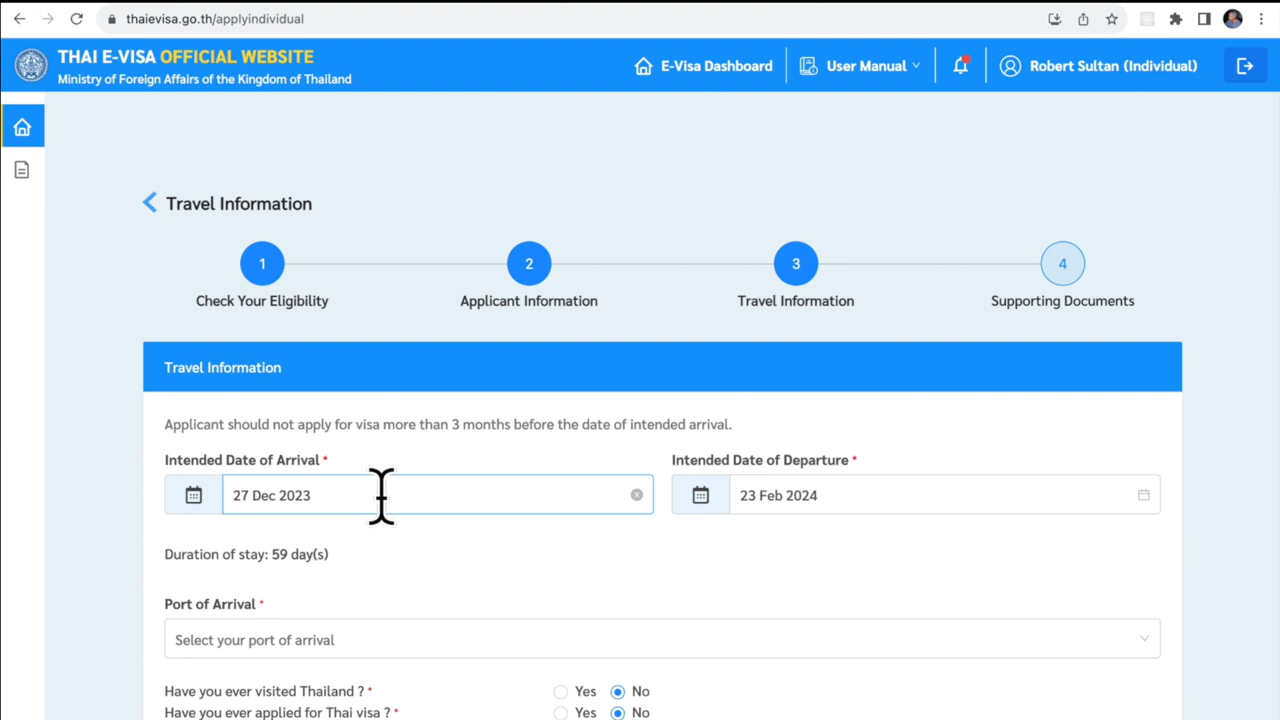 thaievisa.go.th/applyindividual
THAI E-VISA OFFICIAL WEBSITE
Ministry of Foreign Affairs of the Kingdom of Thailand
E-Visa Dashboard
User Manual
Robert Sultan (Individual)
Travel Information
1
2
3
4
Check Your Eligibility
Applicant Information
Travel Information
Supporting Documents
Travel Information
Applicant should not apply for visa more than 3 months before the date of intended arrival.
Intended Date of Arrival *
Intended Date of Departure *
27 Dec 2023
23 Feb 2024
Duration of stay: 59 day(s)
Port of Arrival *
Select your port of arrival
Have you ever visited Thailand ? * Yes No
Have you ever applied for Thai visa ? * Yes No